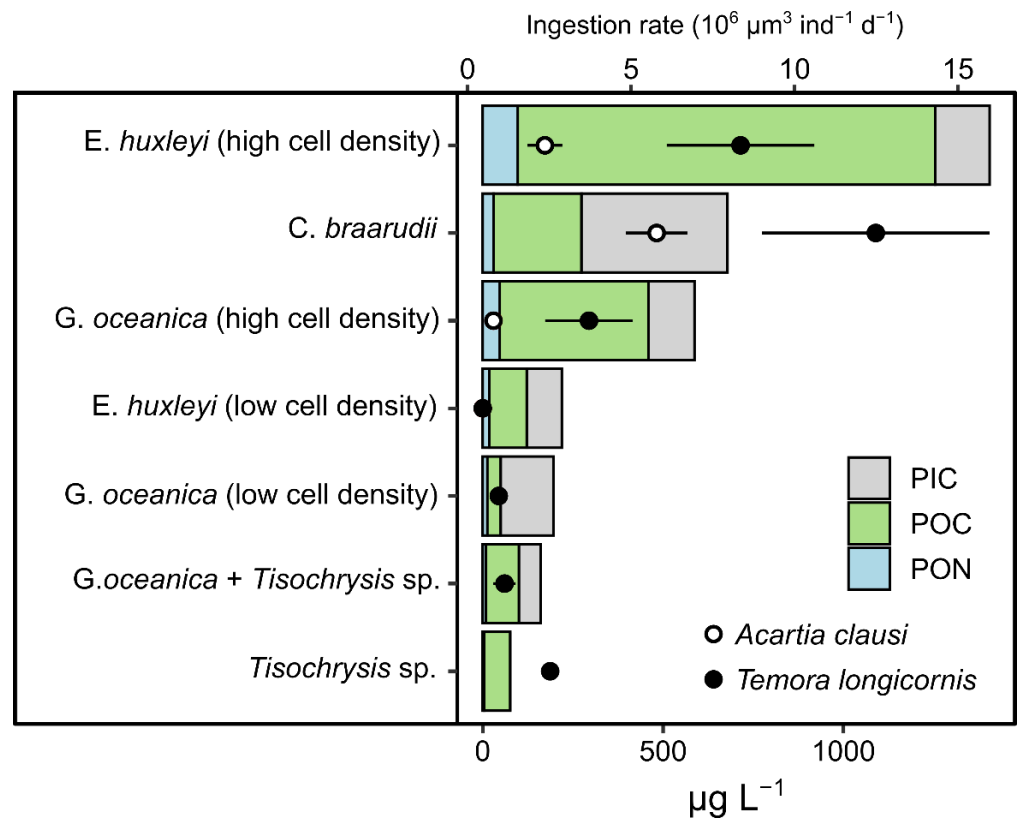 Ingestion rate (10⁶ μm³ ind⁻¹ d⁻¹)
0 5 10 15
E. huxleyi (high cell density)
C. braarudii
G. oceanica (high cell density)
E. huxleyi (low cell density)
G. oceanica (low cell density)
G.oceanica + Tisochrysis sp.
Tisochrysis sp.
PIC
POC
PON
Acartia clausi
Temora longicornis
0 500 1000
μg L⁻¹